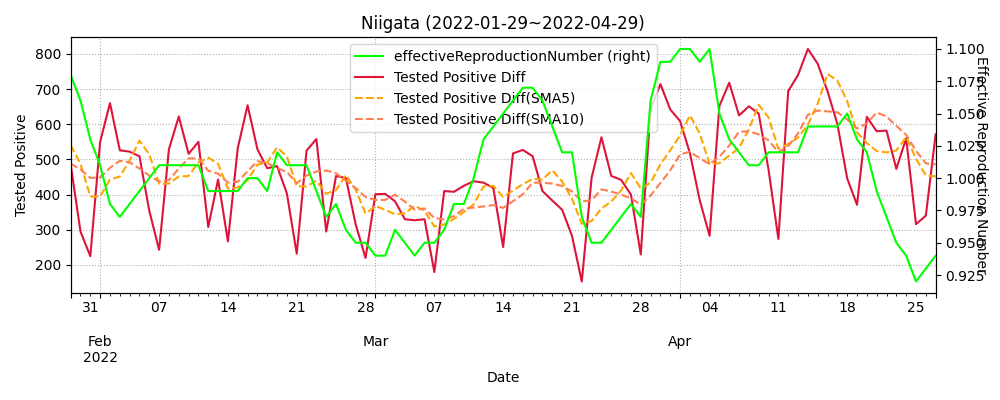 Niigata (2022-01-29~2022-04-29)
effectiveReproductionNumber (right)
Tested Positive Diff
Tested Positive Diff(SMA5)
Tested Positive Diff(SMA10)
Tested Positive
800
700
600
500
400
300
200
1.100
1.075
1.050
1.025
1.000
0.975
0.950
0.925
Effective Reproduction Number
31 07 14 21 28 07 14 21 28 04 11 18 25
Feb Mar Apr
2022
Date